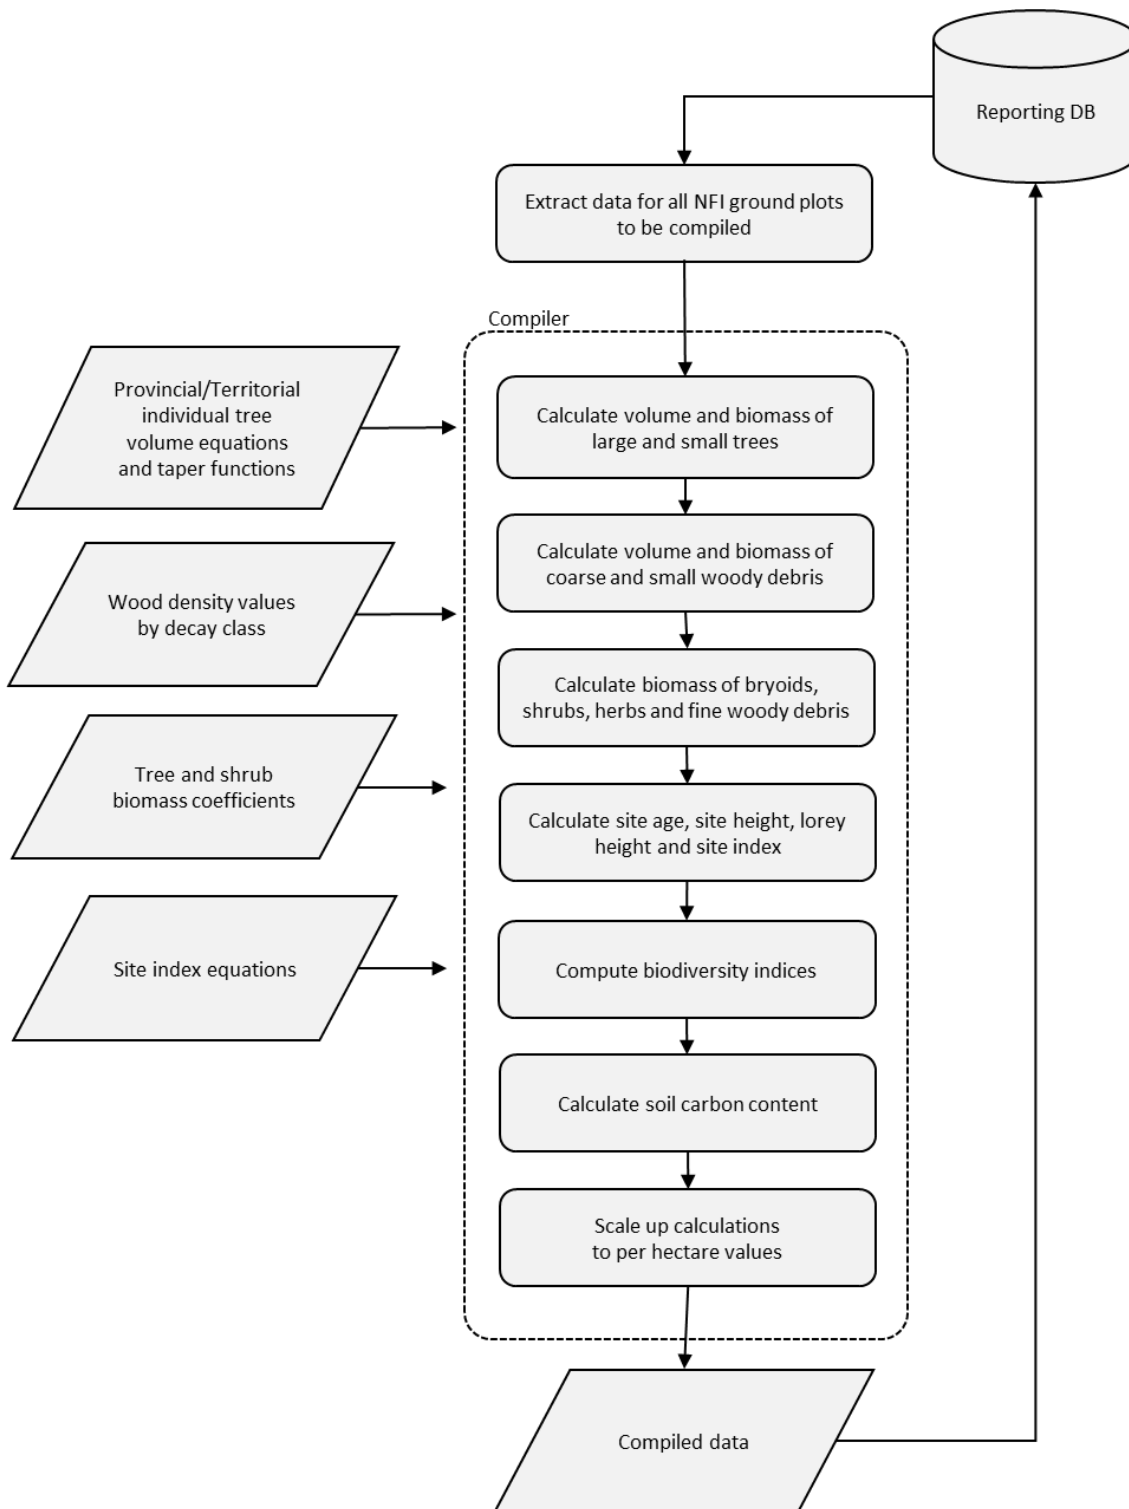 Reporting DB
Extract data for all NFI ground plots
to be compiled
Compiler
Provincial/Territorial
individual tree
volume equations
and taper functions
Calculate volume and biomass of
large and small trees
Wood density values
by decay class
Calculate volume and biomass of
coarse and small woody debris
Calculate biomass of bryoids,
shrubs, herbs and fine woody debris
Tree and shrub
biomass coefficients
Calculate site age, site height, lorey
height and site index
Site index equations
Compute biodiversity indices
Calculate soil carbon content
Scale up calculations
to per hectare values
Compiled data